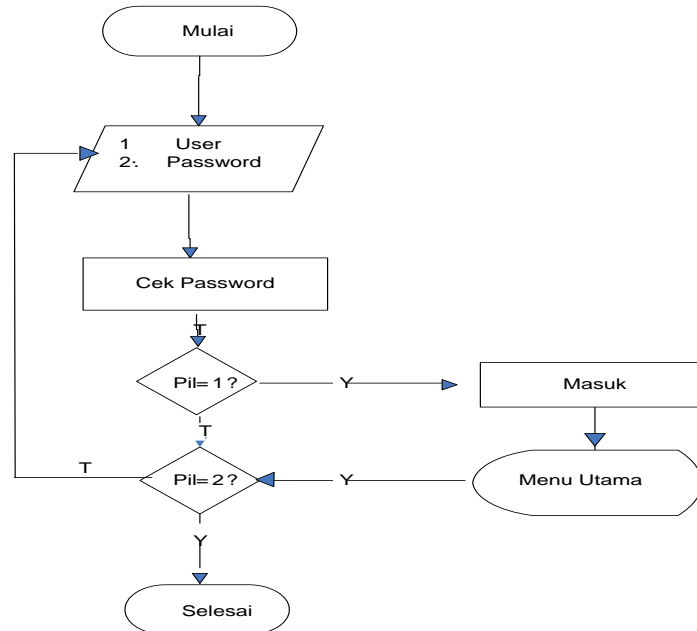 Mulai
1 User
2:. Password
Cek Password
T
Pil= 1?
Y
Masuk
T
T
Pil= 2?
Y
Menu Utama
Y
Selesai